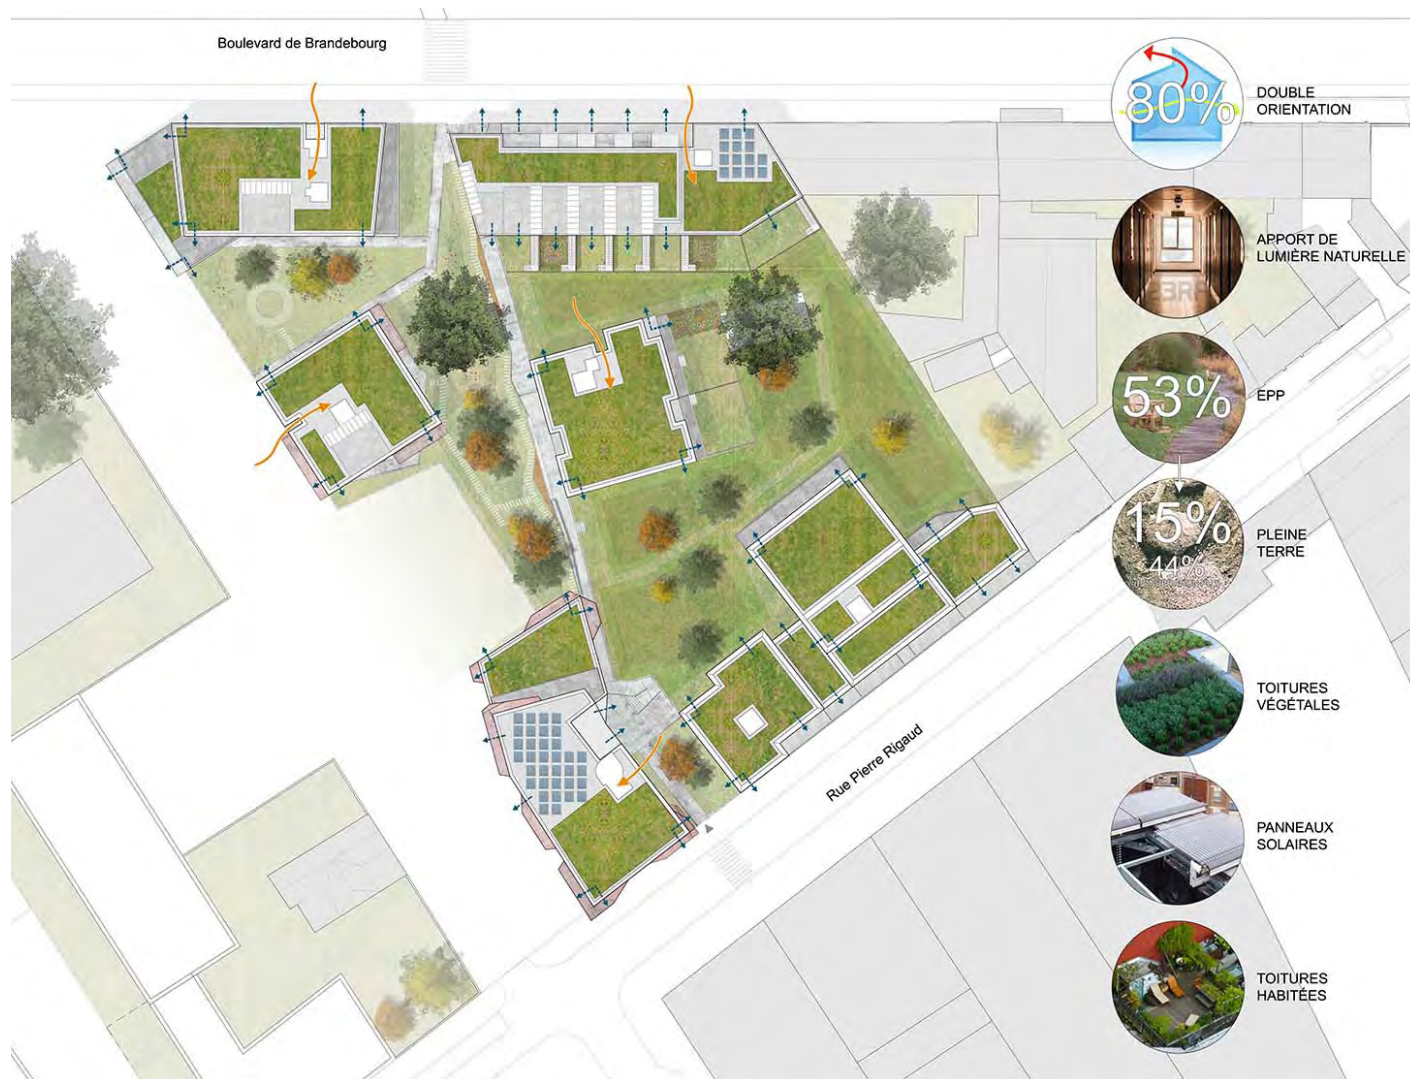 Boulevard de Brandebourg
80%
DOUBLE
ORIENTATION
APPORT DE
LUMIÈRE NATURELLE
53%
EPP
15%
44%
PLEINE
TERRE
TOITURES
VÉGÉTALES
Rue Pierre Rigaud
PANNEAUX
SOLAIRES
TOITURES
HABITÉES